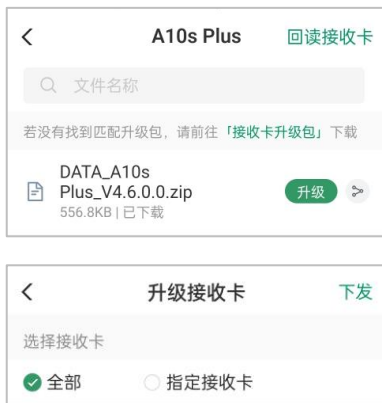 A10s Plus 回读接收卡
文件名称
若没有找到匹配升级包，请前往「接收卡升级包」下载
DATA_A10s
Plus_V4.6.0.0.zip
升级
556.8KB | 已下载
升级接收卡 下发
选择接收卡
全部 指定接收卡